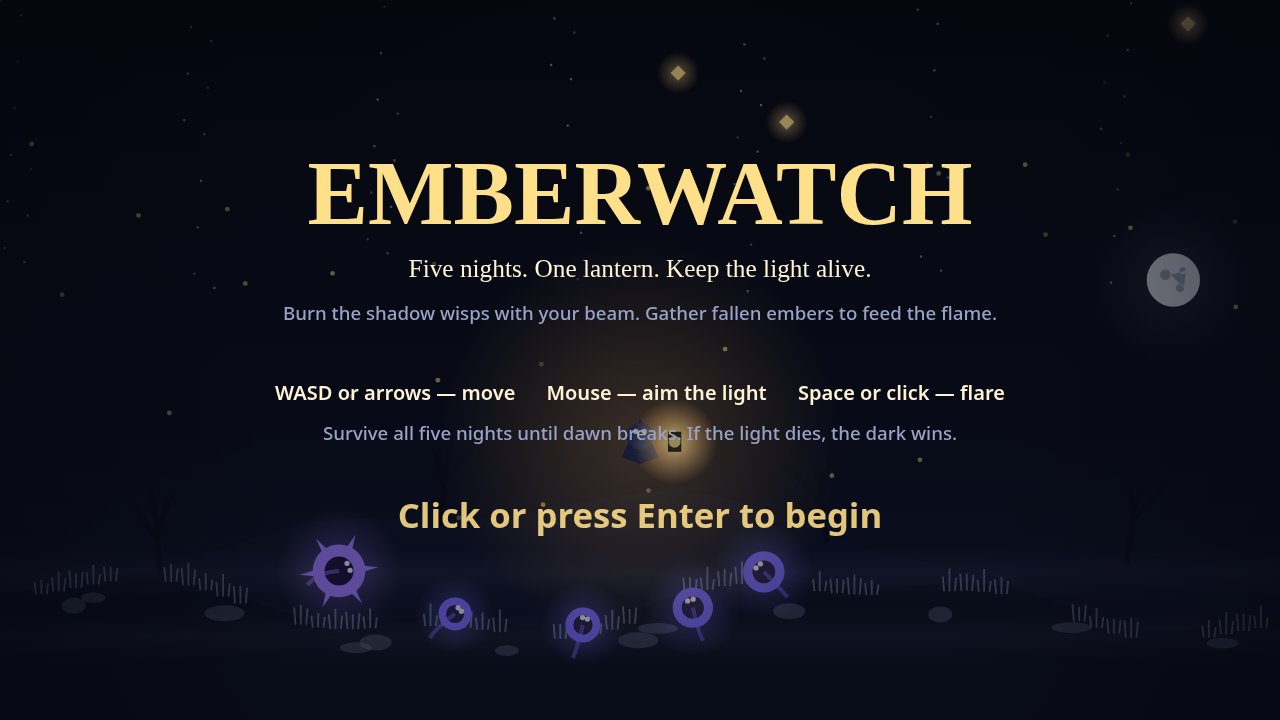 EMBERWATCH
Five nights. One lantern. Keep the light alive.
Burn the shadow wisps with your beam. Gather fallen embers to feed the flame.
WASD or arrows — move Mouse — aim the light Space or click — flare
Survive all five nights until dawn breaks. If the light dies, the dark wins.
Click or press Enter to begin